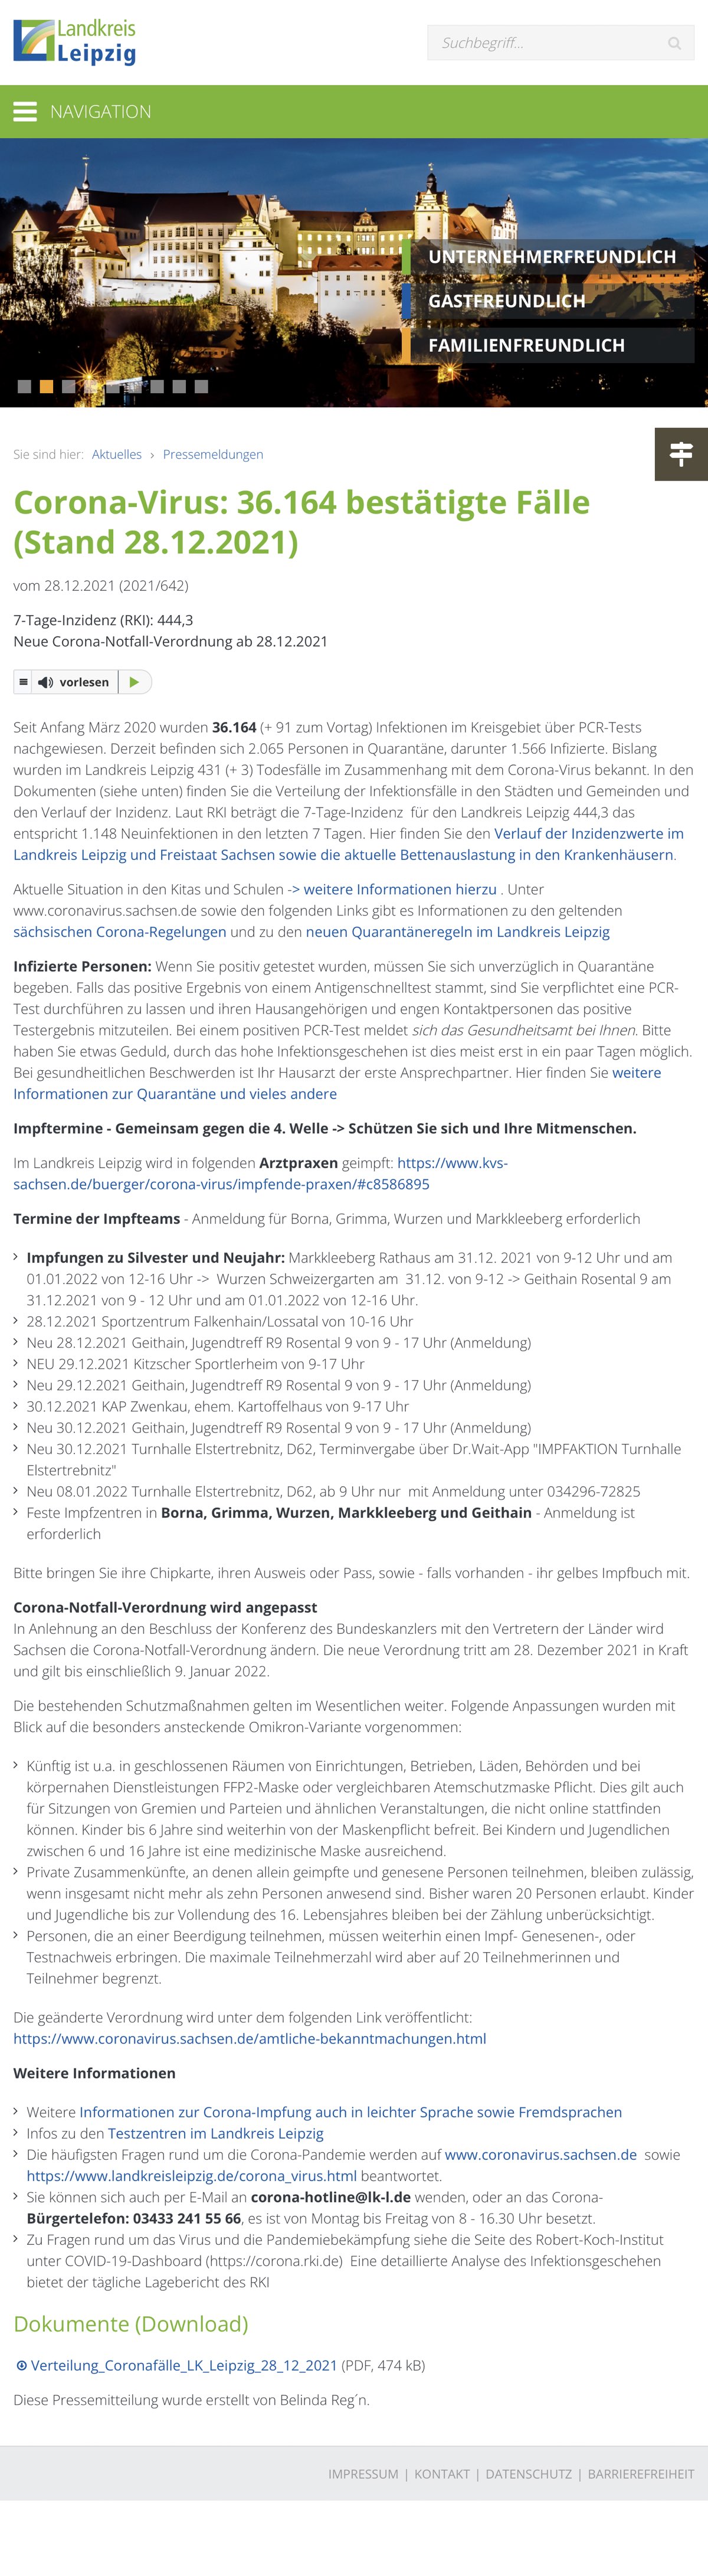 Landkreis
Leipzig
Suchbegriff...
NAVIGATION
UNTERNEHMERFREUNDLICH
GASTFREUNDLICH
FAMILIENFREUNDLICH
Sie sind hier: Aktuelles › Pressemeldungen
Corona-Virus: 36.164 bestätigte Fälle
(Stand 28.12.2021)
vom 28.12.2021 (2021/642)
7-Tage-Inzidenz (RKI): 444,3
Neue Corona-Notfall-Verordnung ab 28.12.2021
vorlesen
Seit Anfang März 2020 wurden 36.164 (+ 91 zum Vortag) Infektionen im Kreisgebiet über PCR-Tests
nachgewiesen. Derzeit befinden sich 2.065 Personen in Quarantäne, darunter 1.566 Infizierte. Bislang
wurden im Landkreis Leipzig 431 (+ 3) Todesfälle im Zusammenhang mit dem Corona-Virus bekannt. In den
Dokumenten (siehe unten) finden Sie die Verteilung der Infektionsfälle in den Städten und Gemeinden und
den Verlauf der Inzidenz. Laut RKI beträgt die 7-Tage-Inzidenz  für den Landkreis Leipzig 444,3 das
entspricht 1.148 Neuinfektionen in den letzten 7 Tagen. Hier finden Sie den Verlauf der Inzidenzwerte im
Landkreis Leipzig und Freistaat Sachsen sowie die aktuelle Bettenauslastung in den Krankenhäusern.
Aktuelle Situation in den Kitas und Schulen -> weitere Informationen hierzu . Unter
www.coronavirus.sachsen.de sowie den folgenden Links gibt es Informationen zu den geltenden
sächsischen Corona-Regelungen und zu den neuen Quarantäneregeln im Landkreis Leipzig
Infizierte Personen: Wenn Sie positiv getestet wurden, müssen Sie sich unverzüglich in Quarantäne
begeben. Falls das positive Ergebnis von einem Antigenschnelltest stammt, sind Sie verpflichtet eine PCR-
Test durchführen zu lassen und ihren Hausangehörigen und engen Kontaktpersonen das positive
Testergebnis mitzuteilen. Bei einem positiven PCR-Test meldet sich das Gesundheitsamt bei Ihnen. Bitte
haben Sie etwas Geduld, durch das hohe Infektionsgeschehen ist dies meist erst in ein paar Tagen möglich.
Bei gesundheitlichen Beschwerden ist Ihr Hausarzt der erste Ansprechpartner. Hier finden Sie weitere
Informationen zur Quarantäne und vieles andere
Impftermine - Gemeinsam gegen die 4. Welle -> Schützen Sie sich und Ihre Mitmenschen.
Im Landkreis Leipzig wird in folgenden Arztpraxen geimpft: https://www.kvs-
sachsen.de/buerger/corona-virus/impfende-praxen/#c8586895
Termine der Impfteams - Anmeldung für Borna, Grimma, Wurzen und Markkleeberg erforderlich
› Impfungen zu Silvester und Neujahr: Markkleeberg Rathaus am 31.12. 2021 von 9-12 Uhr und am
01.01.2022 von 12-16 Uhr ->  Wurzen Schweizergarten am  31.12. von 9-12 -> Geithain Rosental 9 am
31.12.2021 von 9 - 12 Uhr und am 01.01.2022 von 12-16 Uhr.
› 28.12.2021 Sportzentrum Falkenhain/Lossatal von 10-16 Uhr
› Neu 28.12.2021 Geithain, Jugendtreff R9 Rosental 9 von 9 - 17 Uhr (Anmeldung)
› NEU 29.12.2021 Kitzscher Sportlerheim von 9-17 Uhr
› Neu 29.12.2021 Geithain, Jugendtreff R9 Rosental 9 von 9 - 17 Uhr (Anmeldung)
› 30.12.2021 KAP Zwenkau, ehem. Kartoffelhaus von 9-17 Uhr
› Neu 30.12.2021 Geithain, Jugendtreff R9 Rosental 9 von 9 - 17 Uhr (Anmeldung)
› Neu 30.12.2021 Turnhalle Elstertrebnitz, D62, Terminvergabe über Dr.Wait-App "IMPFAKTION Turnhalle
Elstertrebnitz"
› Neu 08.01.2022 Turnhalle Elstertrebnitz, D62, ab 9 Uhr nur  mit Anmeldung unter 034296-72825
› Feste Impfzentren in Borna, Grimma, Wurzen, Markkleeberg und Geithain - Anmeldung ist
erforderlich
Bitte bringen Sie ihre Chipkarte, ihren Ausweis oder Pass, sowie - falls vorhanden - ihr gelbes Impfbuch mit.
Corona-Notfall-Verordnung wird angepasst
In Anlehnung an den Beschluss der Konferenz des Bundeskanzlers mit den Vertretern der Länder wird
Sachsen die Corona-Notfall-Verordnung ändern. Die neue Verordnung tritt am 28. Dezember 2021 in Kraft
und gilt bis einschließlich 9. Januar 2022.
Die bestehenden Schutzmaßnahmen gelten im Wesentlichen weiter. Folgende Anpassungen wurden mit
Blick auf die besonders ansteckende Omikron-Variante vorgenommen:
› Künftig ist u.a. in geschlossenen Räumen von Einrichtungen, Betrieben, Läden, Behörden und bei
körpernahen Dienstleistungen FFP2-Maske oder vergleichbaren Atemschutzmaske Pflicht. Dies gilt auch
für Sitzungen von Gremien und Parteien und ähnlichen Veranstaltungen, die nicht online stattfinden
können. Kinder bis 6 Jahre sind weiterhin von der Maskenpflicht befreit. Bei Kindern und Jugendlichen
zwischen 6 und 16 Jahre ist eine medizinische Maske ausreichend.
› Private Zusammenkünfte, an denen allein geimpfte und genesene Personen teilnehmen, bleiben zulässig,
wenn insgesamt nicht mehr als zehn Personen anwesend sind. Bisher waren 20 Personen erlaubt. Kinder
und Jugendliche bis zur Vollendung des 16. Lebensjahres bleiben bei der Zählung unberücksichtigt.
› Personen, die an einer Beerdigung teilnehmen, müssen weiterhin einen Impf- Genesenen-, oder
Testnachweis erbringen. Die maximale Teilnehmerzahl wird aber auf 20 Teilnehmerinnen und
Teilnehmer begrenzt.
Die geänderte Verordnung wird unter dem folgenden Link veröffentlicht:
https://www.coronavirus.sachsen.de/amtliche-bekanntmachungen.html
Weitere Informationen
› Weitere Informationen zur Corona-Impfung auch in leichter Sprache sowie Fremdsprachen
› Infos zu den Testzentren im Landkreis Leipzig
› Die häufigsten Fragen rund um die Corona-Pandemie werden auf www.coronavirus.sachsen.de  sowie
https://www.landkreisleipzig.de/corona_virus.html beantwortet.
› Sie können sich auch per E-Mail an corona-hotline@lk-l.de wenden, oder an das Corona-
Bürgertelefon: 03433 241 55 66, es ist von Montag bis Freitag von 8 - 16.30 Uhr besetzt.
› Zu Fragen rund um das Virus und die Pandemiebekämpfung siehe die Seite des Robert-Koch-Institut
unter COVID-19-Dashboard (https://corona.rki.de)  Eine detaillierte Analyse des Infektionsgeschehen
bietet der tägliche Lagebericht des RKI
Dokumente (Download)
Verteilung_Coronafälle_LK_Leipzig_28_12_2021 (PDF, 474 kB)
Diese Pressemitteilung wurde erstellt von Belinda Reg´n.
IMPRESSUM | KONTAKT | DATENSCHUTZ | BARRIEREFREIHEIT